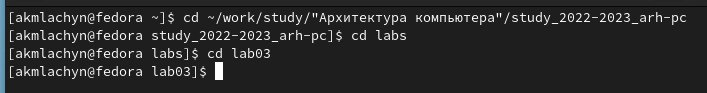 [akmlachyn@fedora ~]$ cd ~/work/study/"Архитектура компьютера"/study_2022-2023_arh-pc
[akmlachyn@fedora study_2022-2023_arh-pc]$ cd labs
[akmlachyn@fedora labs]$ cd lab03
[akmlachyn@fedora lab03]$